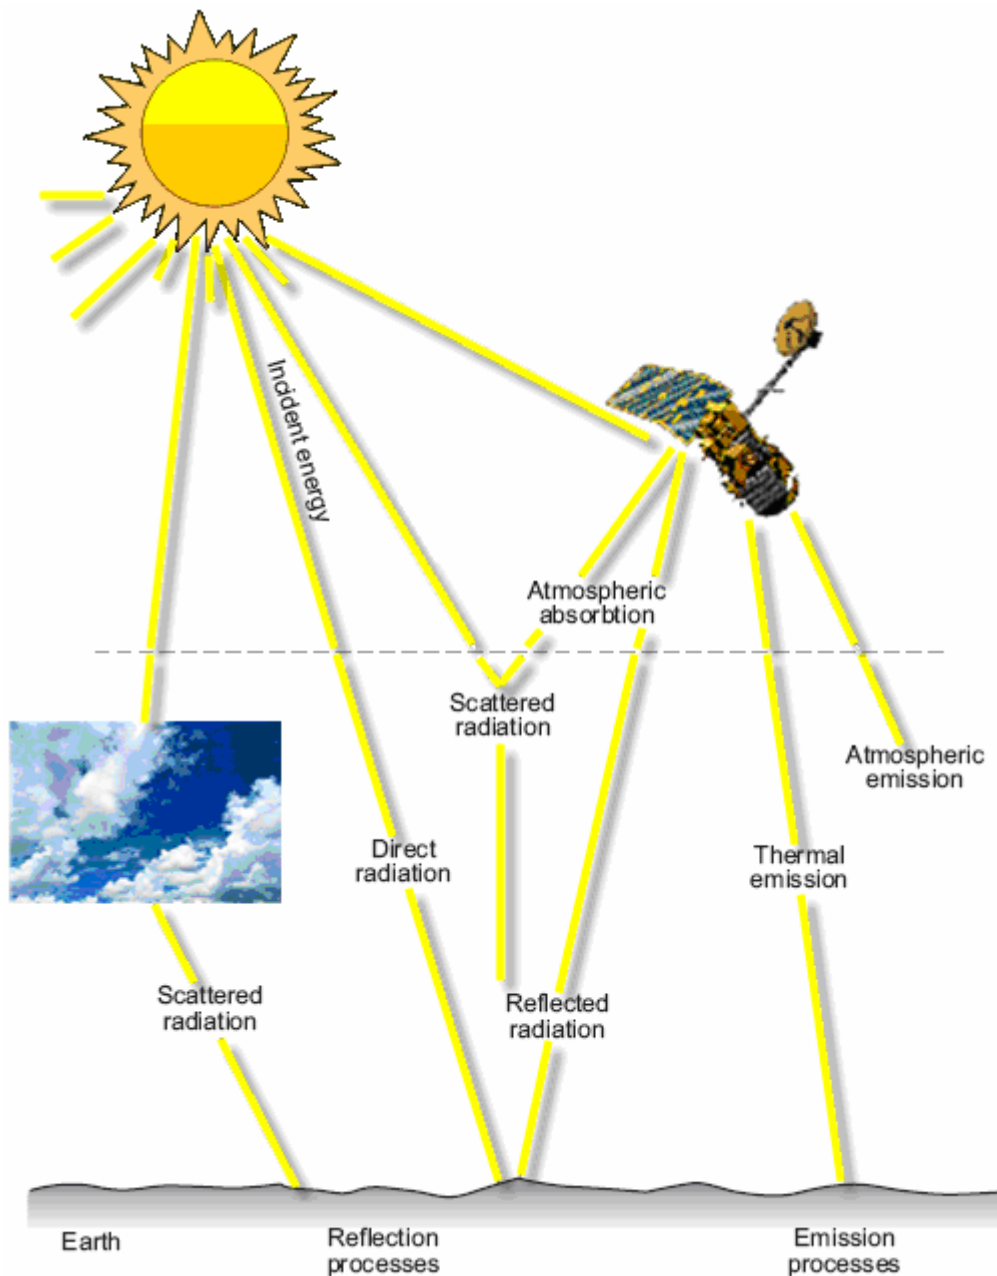 Incident energy
Atmospheric
absorbtion
Scattered
radiation
Atmospheric
emission
Direct
radiation
Thermal
emission
Scattered
radiation
Reflected
radiation
Earth
Reflection
processes
Emission
processes